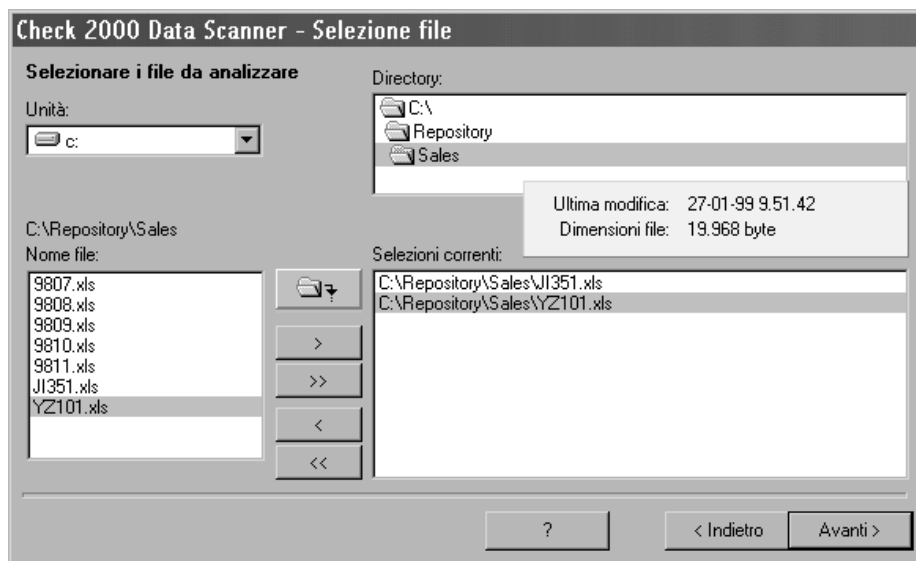 Check 2000 Data Scanner - Selezione file
Selezionare i file da analizzare
Unità:
c:
Directory:
C:\
Repository
Sales
Ultima modifica: 27-01-99 9.51.42
Dimensioni file: 19.968 byte
C:\Repository\Sales
Nome file:
9807.xls
9808.xls
9809.xls
9810.xls
9811.xls
JI351.xls
YZ101.xls
>
>>
<
<<
Selezioni correnti:
C:\Repository\Sales\JI351.xls
C:\Repository\Sales\YZ101.xls
?
< Indietro
Avanti >